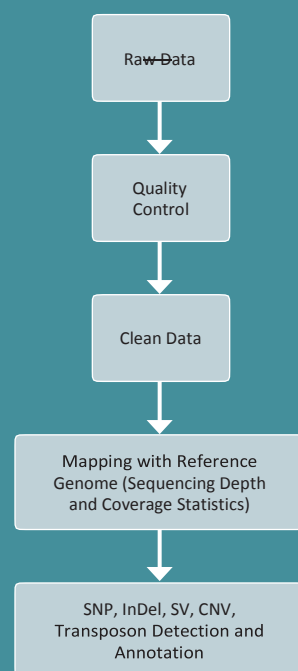 Raw Data
Quality
Control
Clean Data
Mapping with Reference
Genome (Sequencing Depth
and Coverage Statistics)
SNP, InDel, SV, CNV,
Transposon Detection and
Annotation